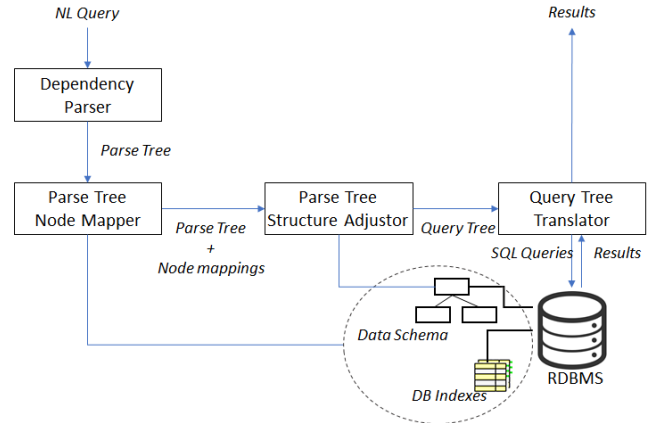 NL Query
Results
Dependency
Parser
Parse Tree
Parse Tree
Node Mapper
Parse Tree
Structure Adjustor
Query Tree
Translator
Parse Tree
+
Node mappings
Query Tree
SQL Queries
Results
Data Schema
DB Indexes
RDBMS